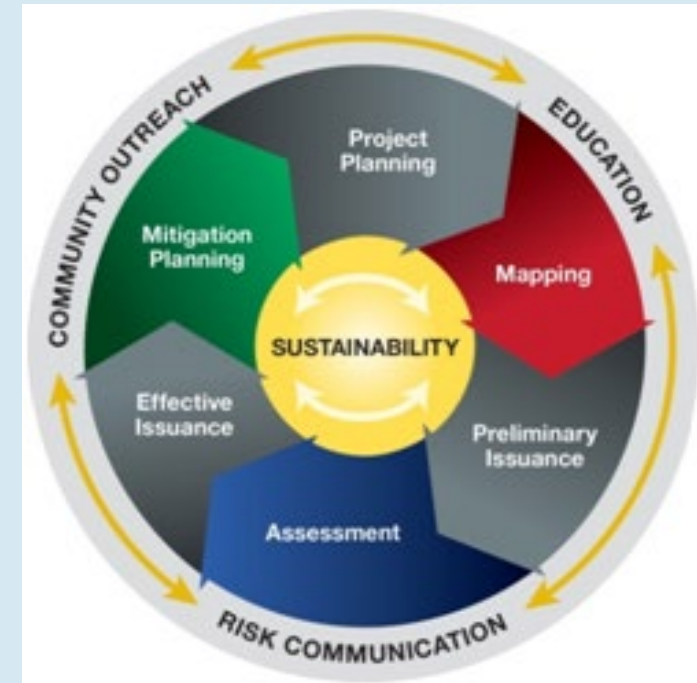 COMMUNITY OUTREACH
EDUCATION
Project
Planning
Mitigation
Planning
Mapping
SUSTAINABILITY
Effective
Issuance
Preliminary
Issuance
Assessment
RISK COMMUNICATION